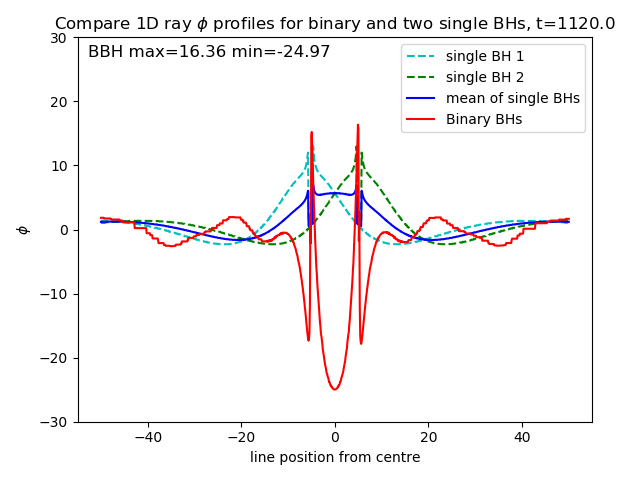 Compare 1D ray ϕ profiles for binary and two single BHs, t=1120.0
BBH max=16.36 min=-24.97
single BH 1
single BH 2
mean of single BHs
Binary BHs
30
20
10
0
−10
−20
−30
ϕ
−40 −20 0 20 40
line position from centre